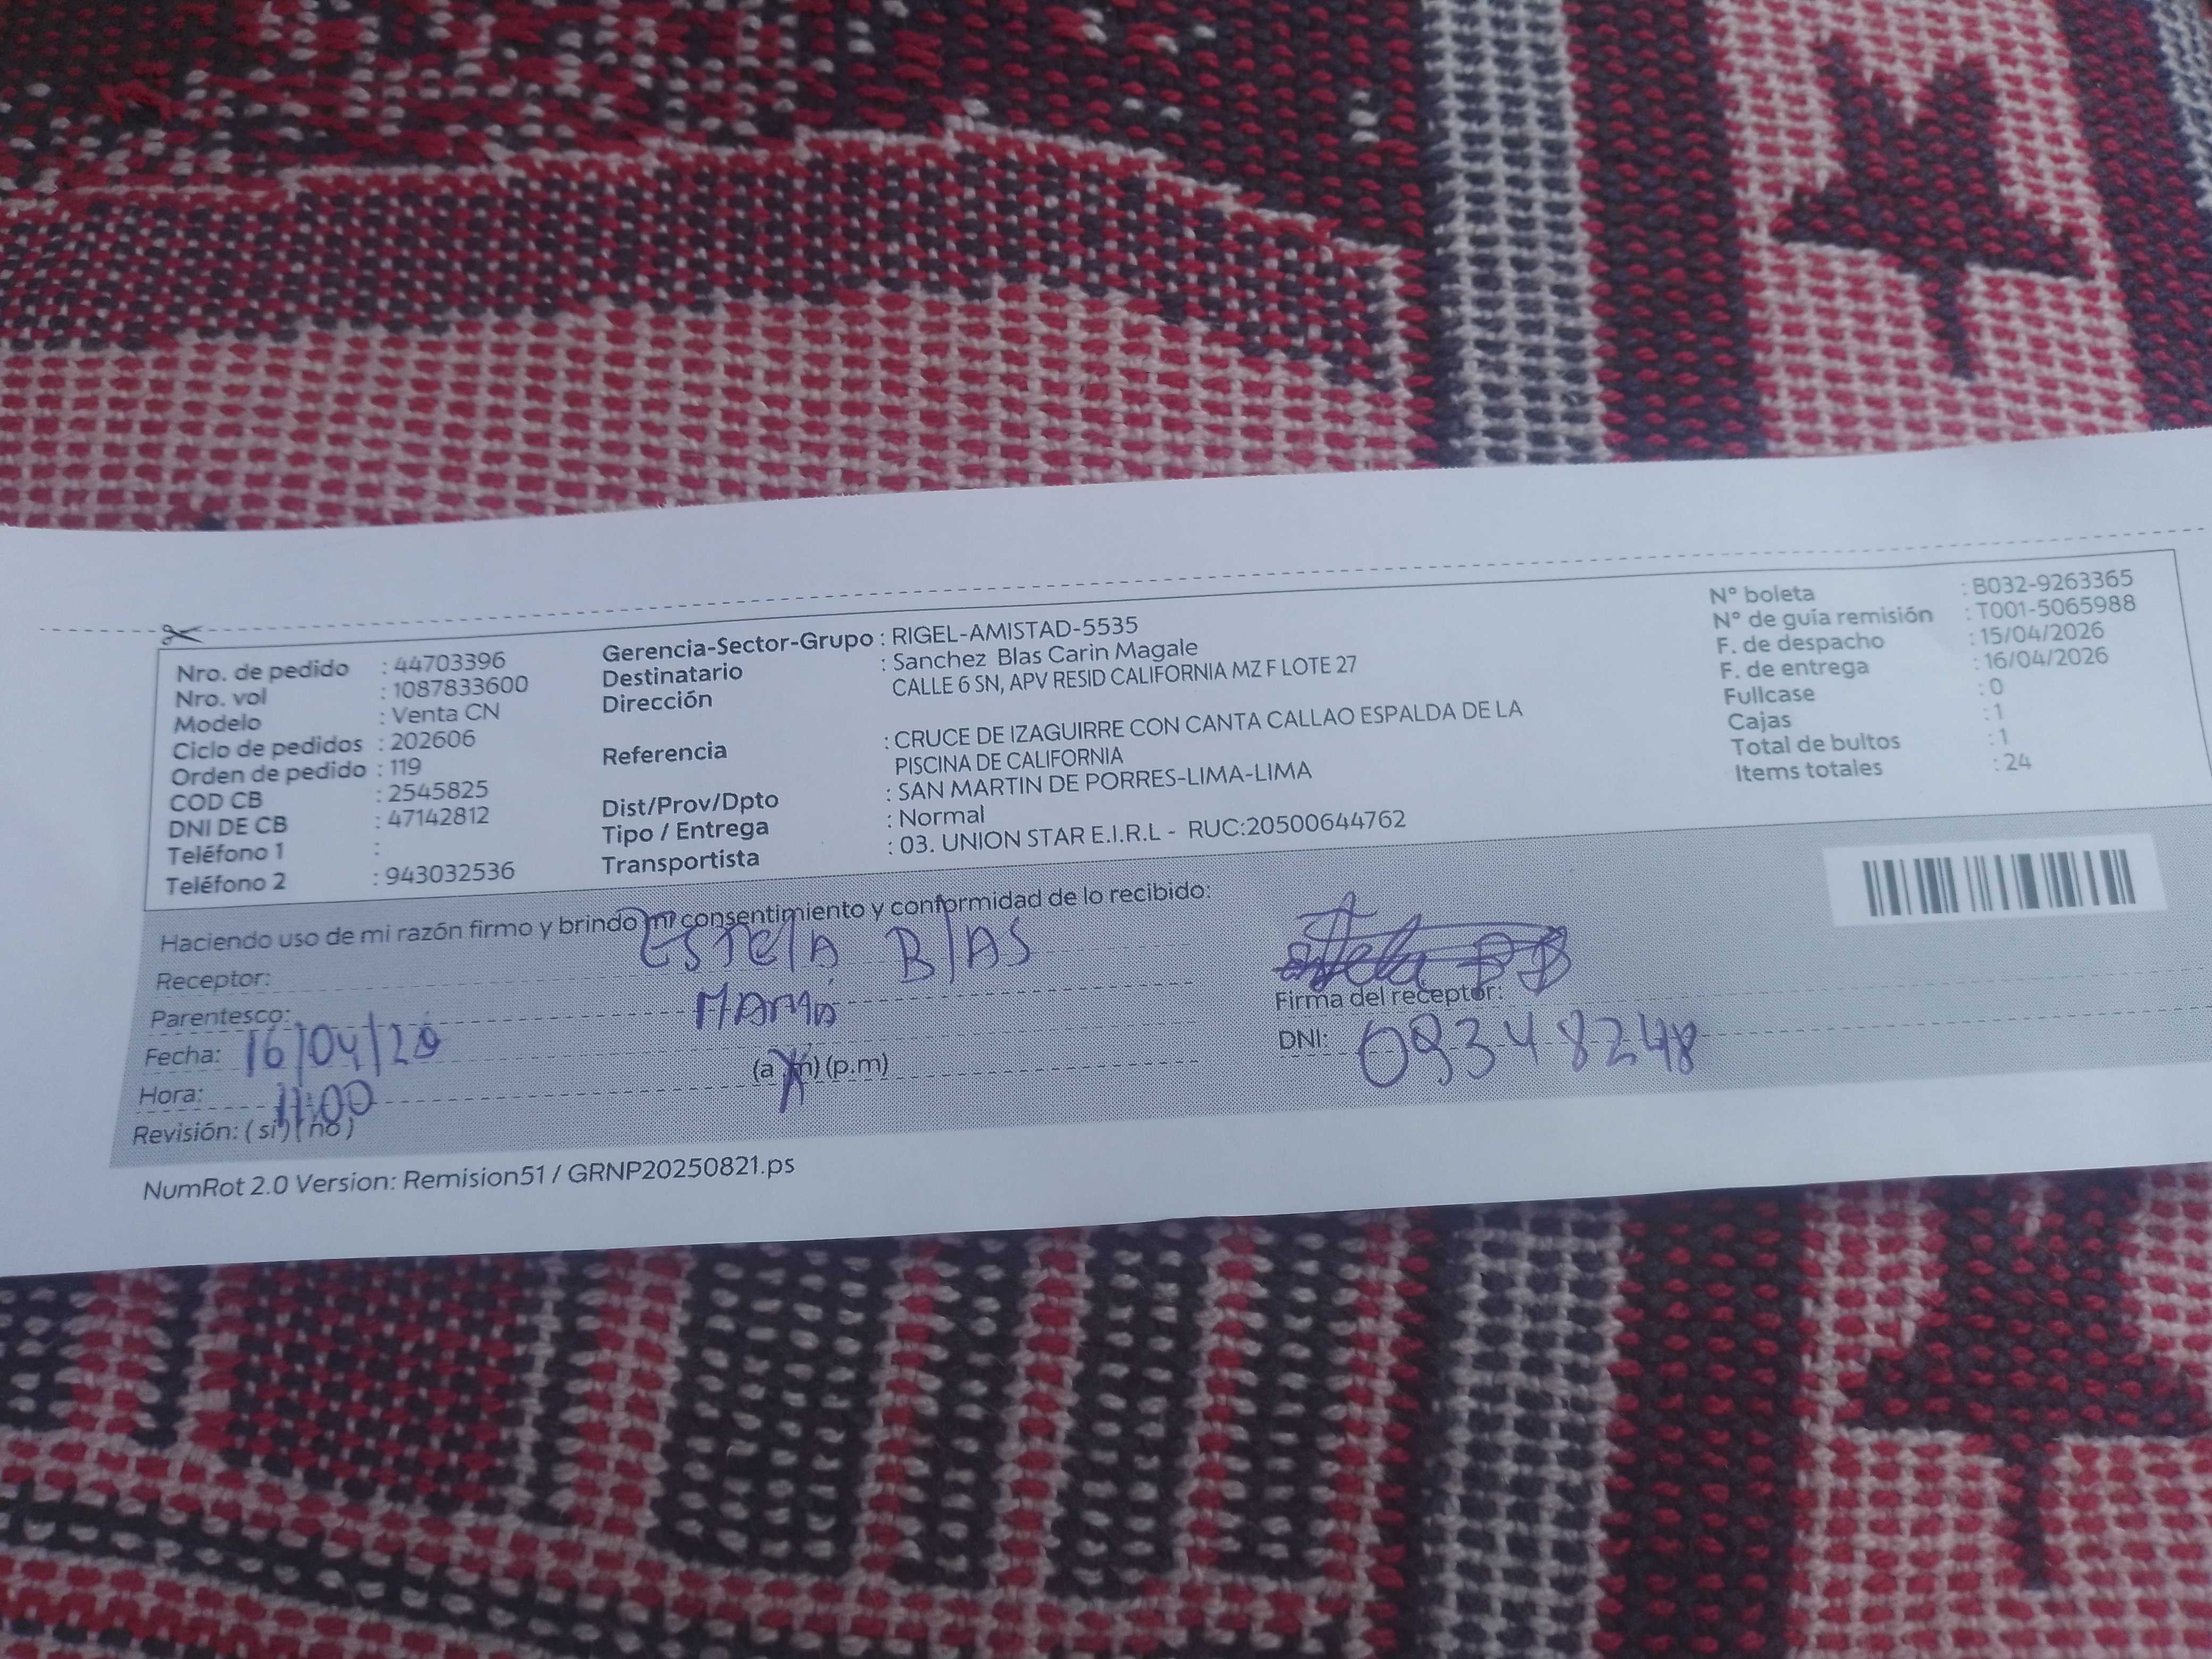 Nro. de pedido : 44703396
Nro. vol : 1087833600
Modelo : Venta CN
Ciclo de pedidos : 202606
Orden de pedido : 119
COD CB : 2545825
DNI DE CB : 47142812
Teléfono 1 :
Teléfono 2 : 943032536
Gerencia-Sector-Grupo : RIGEL-AMISTAD-5535
Destinatario : Sanchez Blas Carin Magale
Dirección CALLE 6 SN, APV RESID CALIFORNIA MZ F LOTE 27
Referencia : CRUCE DE IZAGUIRRE CON CANTA CALLAO ESPALDA DE LA
PISCINA DE CALIFORNIA
Dist/Prov/Dpto : SAN MARTIN DE PORRES-LIMA-LIMA
Tipo / Entrega : Normal
Transportista : 03. UNION STAR E.I.R.L - RUC:20500644762
N° boleta : B032-9263365
N° de guía remisión : T001-5065988
F. de despacho : 15/04/2026
F. de entrega : 16/04/2026
Fullcase : 0
Cajas : 1
Total de bultos : 1
Items totales : 24
Haciendo uso de mi razón firmo y brindo mi consentimiento y conformidad de lo recibido:
Receptor: Estela Blas
Parentesco: MAMá
Firma del receptor:
Fecha: 16/04/26
DNI: 09348248
Hora: 11:00 (a.m) (p.m)
Revisión: ( si ) ( no )
NumRot 2.0 Version: Remision51 / GRNP20250821.ps